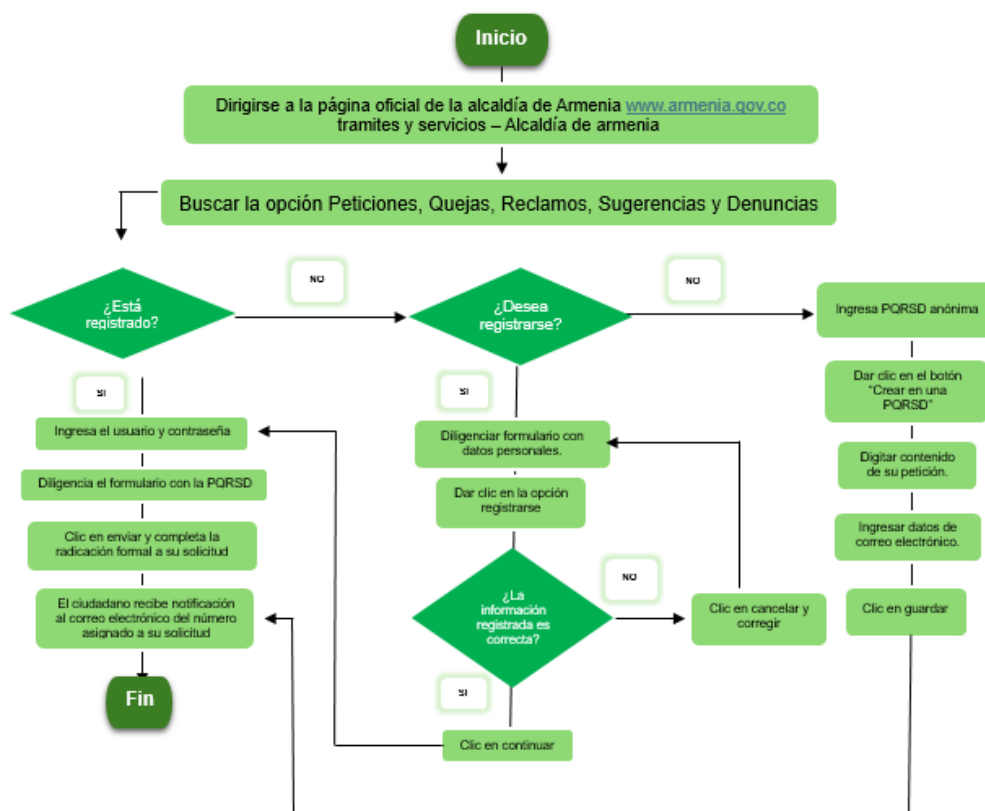 Inicio
Dirigirse a la página oficial de la alcaldía de Armenia www.armenia.gov.co
tramites y servicios – Alcaldía de armenia
Buscar la opción Peticiones, Quejas, Reclamos, Sugerencias y Denuncias
¿Está
registrado?
NO
¿Desea
registrarse?
NO
Ingresa PQRSD anónima
SI
SI
Dar clic en el botón
“Crear en una
PQRSD”
Ingresa el usuario y contraseña
Diligenciar formulario con
datos personales.
Digitar contenido
de su petición.
Diligencia el formulario con la PQRSD
Dar clic en la opción
registrarse
Clic en enviar y completa la
radicación formal a su solicitud
Ingresar datos de
correo electrónico.
¿La
información
registrada es
correcta?
NO
El ciudadano recibe notificación
al correo electrónico del número
asignado a su solicitud
Clic en cancelar y
corregir
Clic en guardar
SI
Fin
Clic en continuar